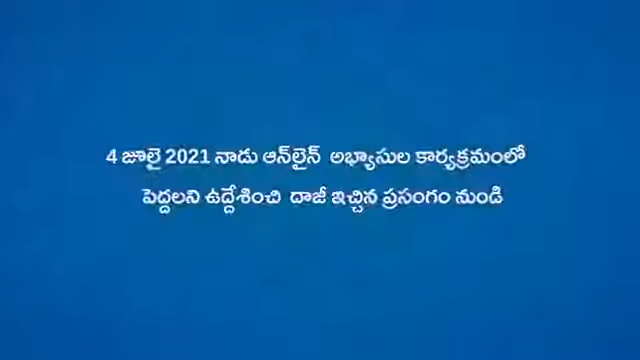 4 జూలై 2021 నాడు ఆన్‌లైన్ అభ్యాసుల కార్యక్రమంలో
పెద్దలని ఉద్దేశించి దాజీ ఇచ్చిన ప్రసంగం నుండి